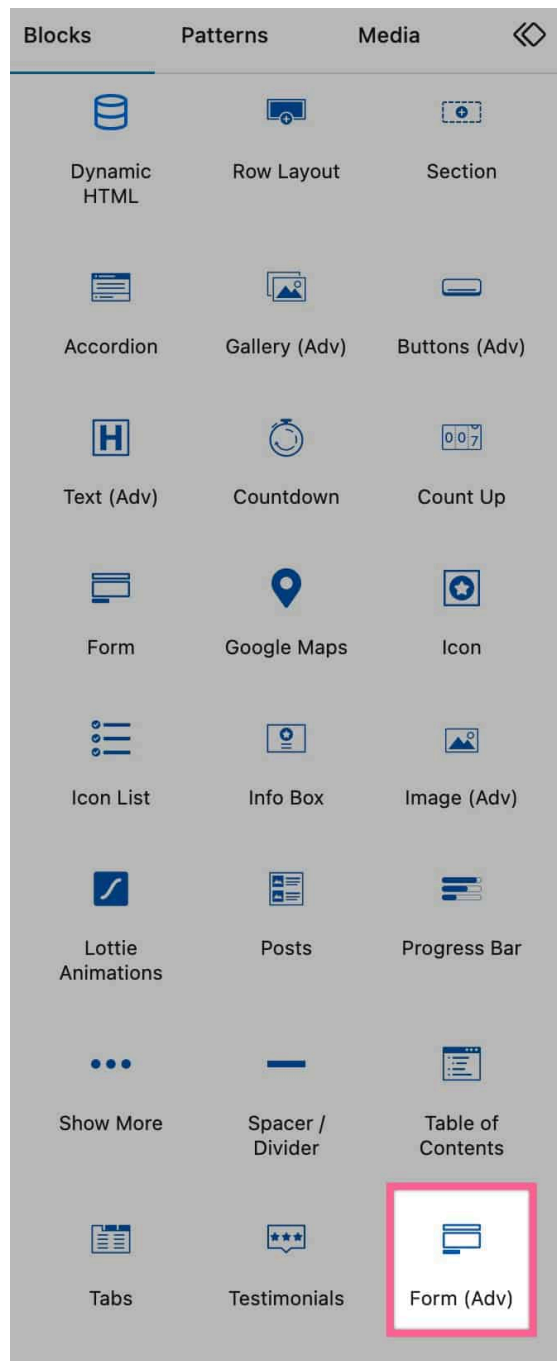 Blocks Patterns Media
Dynamic HTML Row Layout Section
Accordion Gallery (Adv) Buttons (Adv)
007
Text (Adv) Countdown Count Up
Form Google Maps Icon
Icon List Info Box Image (Adv)
Lottie Animations Posts Progress Bar
Show More Spacer / Divider Table of Contents
Tabs Testimonials Form (Adv)